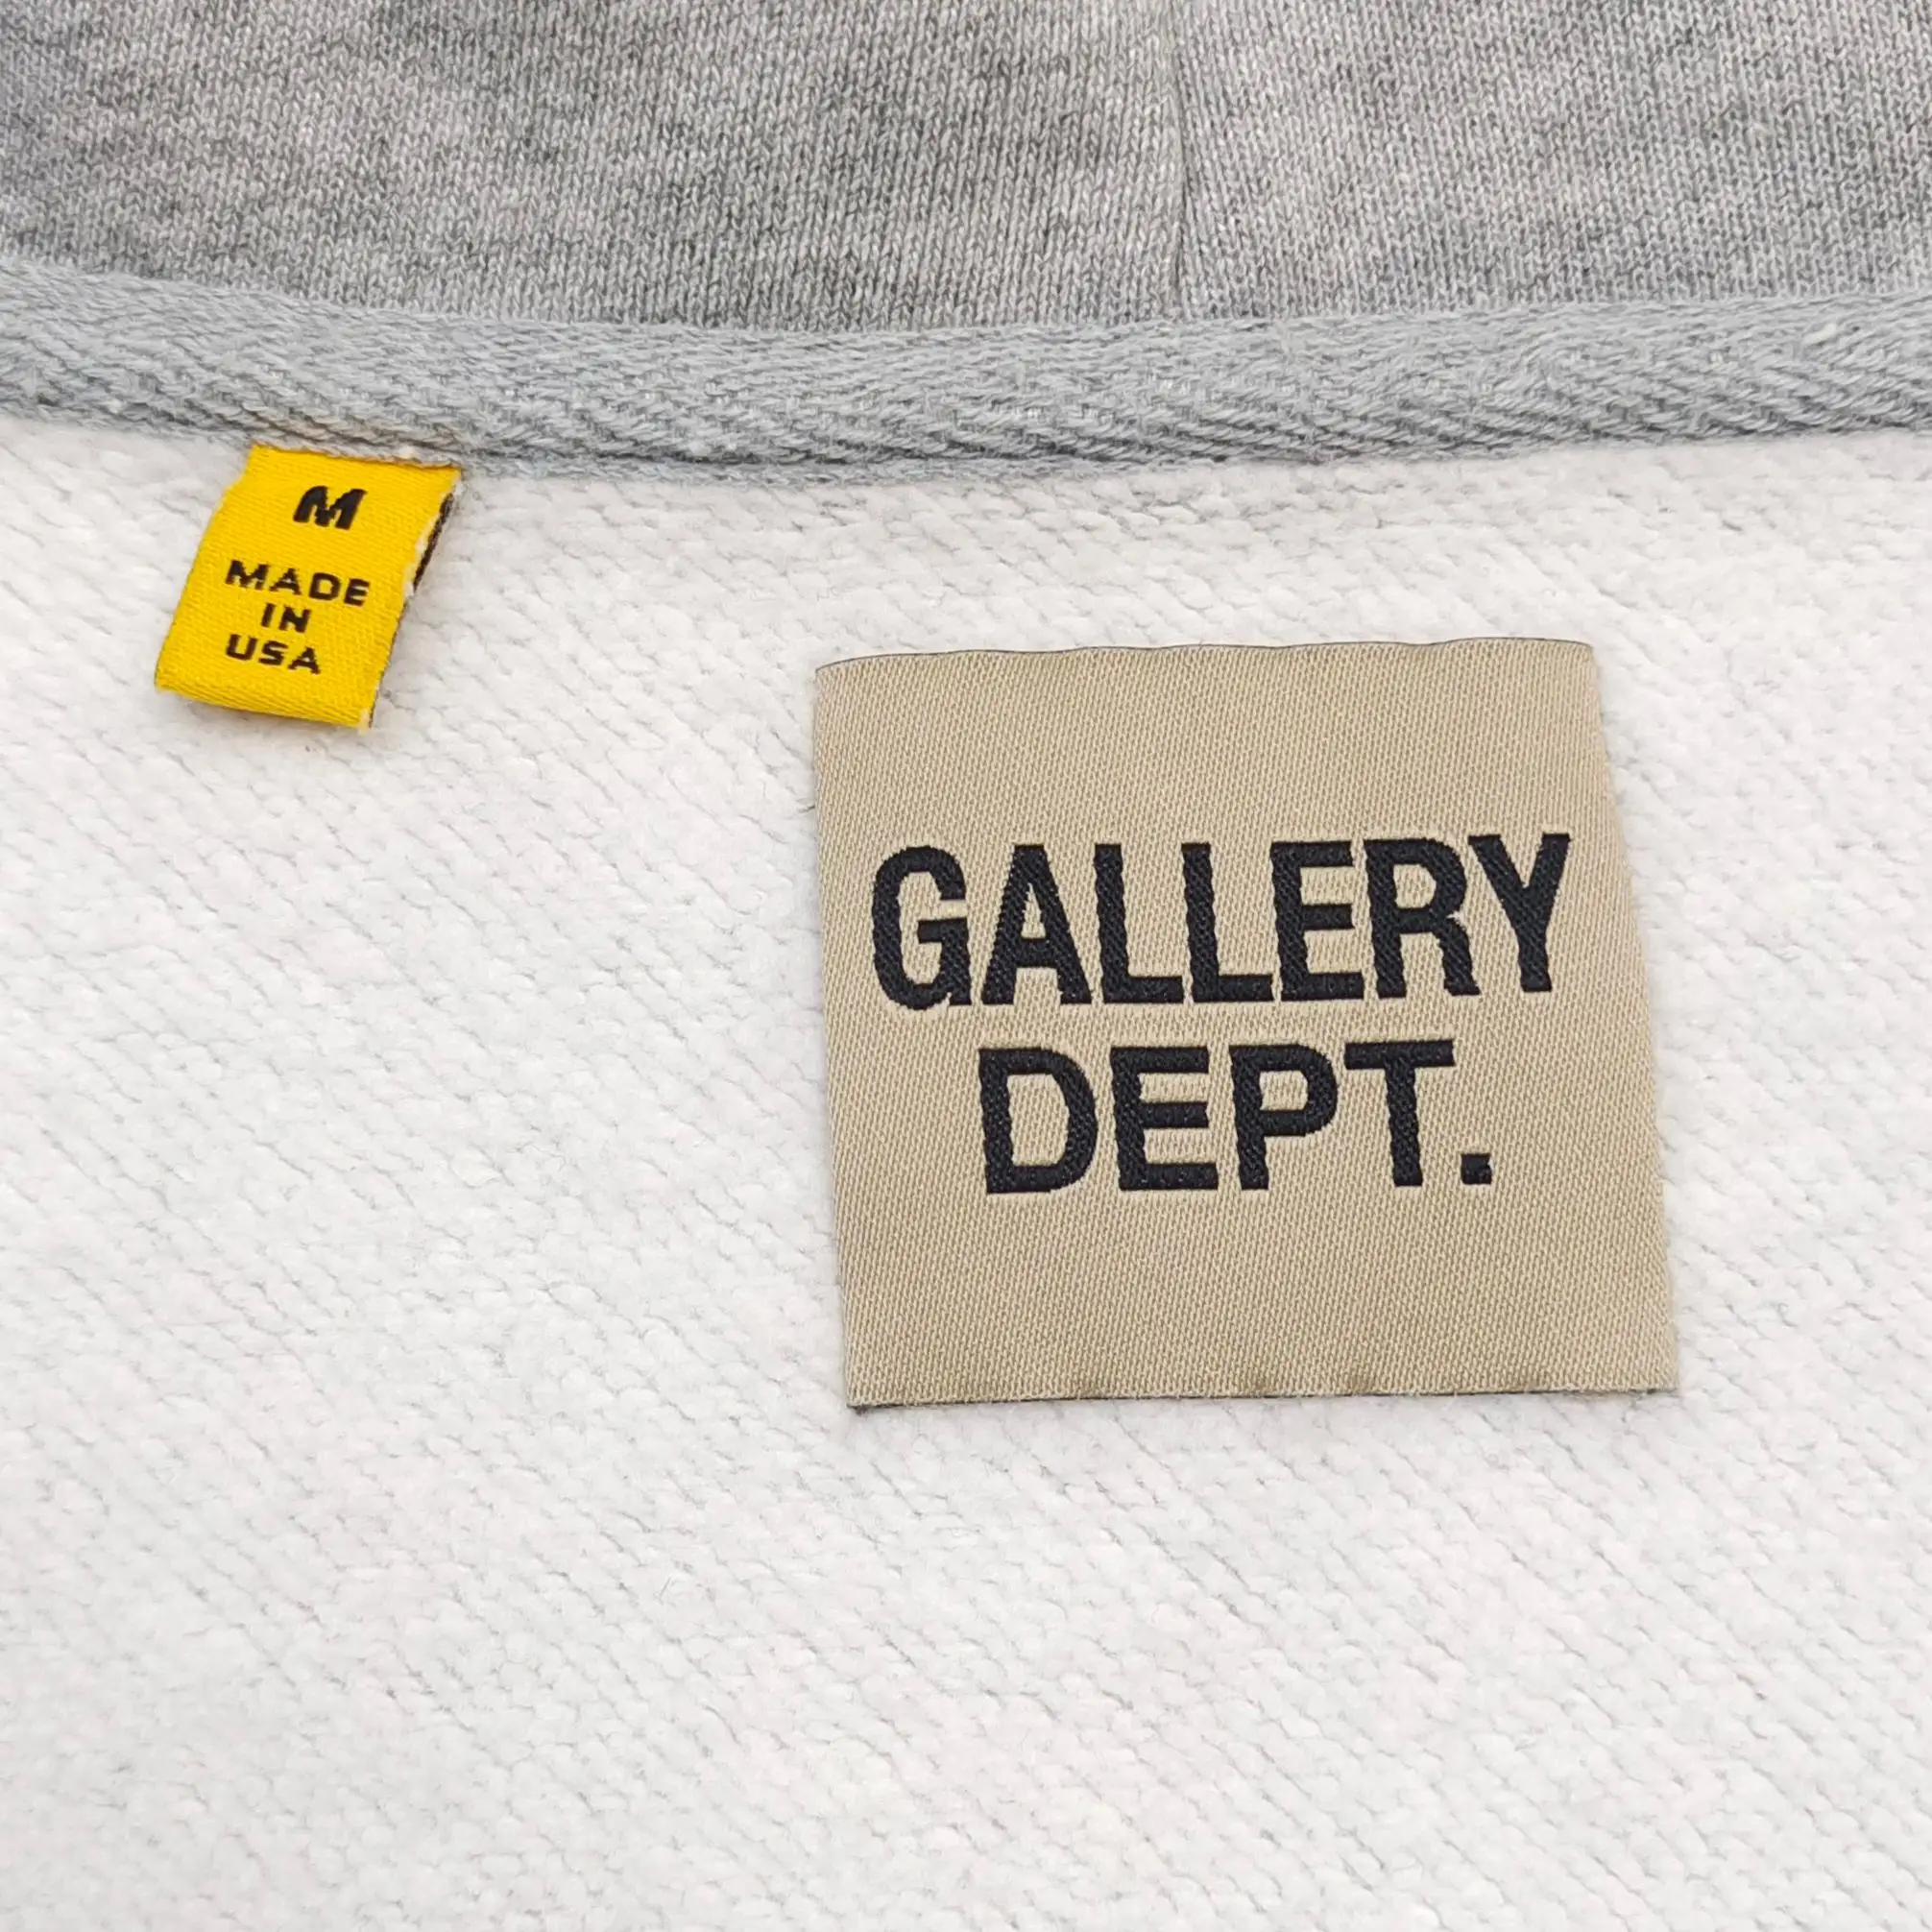 M
MADE
IN
USA
GALLERY
DEPT.